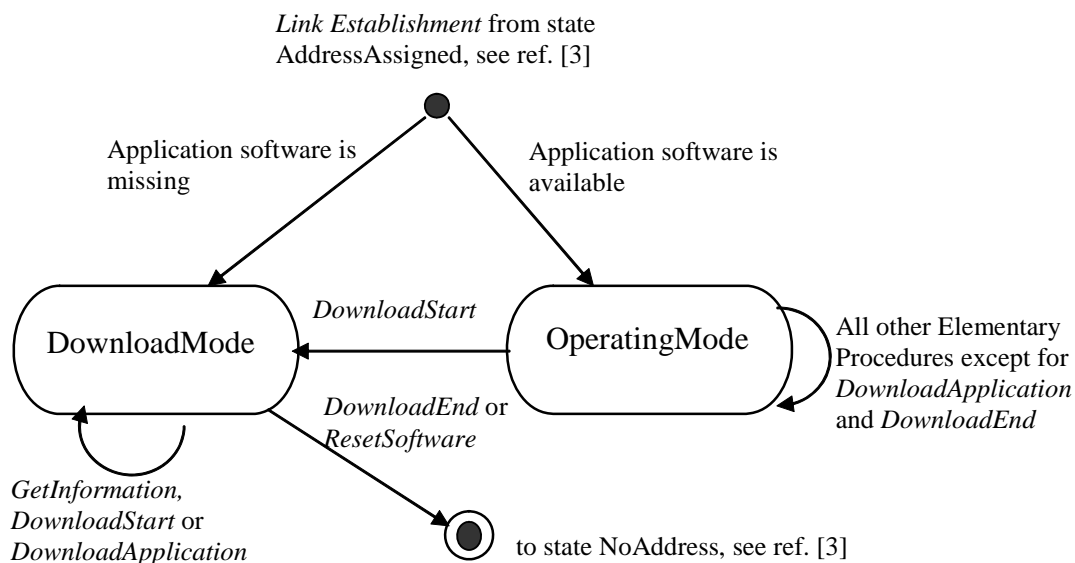 Link Establishment from state
AddressAssigned, see ref. [3]
Application software is
missing
Application software is
available
DownloadMode
DownloadStart
OperatingMode
All other Elementary
Procedures except for
DownloadApplication
and DownloadEnd
DownloadEnd or
ResetSoftware
GetInformation,
DownloadStart or
DownloadApplication
to state NoAddress, see ref. [3]